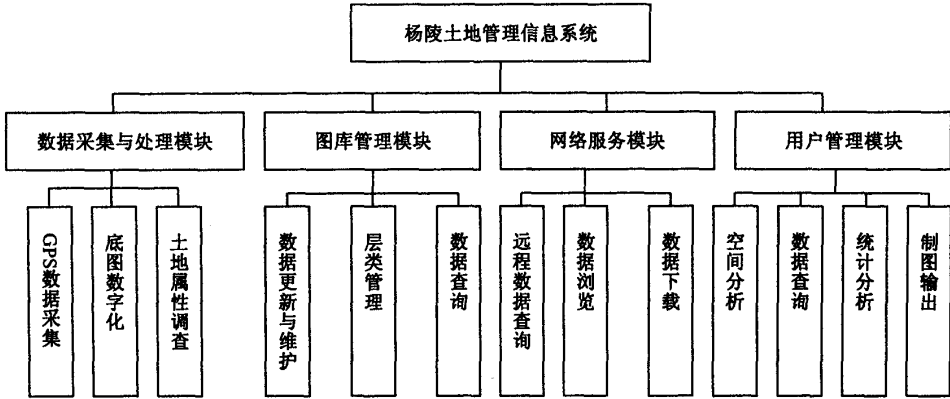 杨陵土地管理信息系统
数据采集与处理模块
图库管理模块
网络服务模块
用户管理模块
GPS数据采集
底图数字化
土地属性调查
数据更新与维护
层类管理
数据查询
远程数据查询
数据浏览
数据下载
空间分析
数据查询
统计分析
制图输出